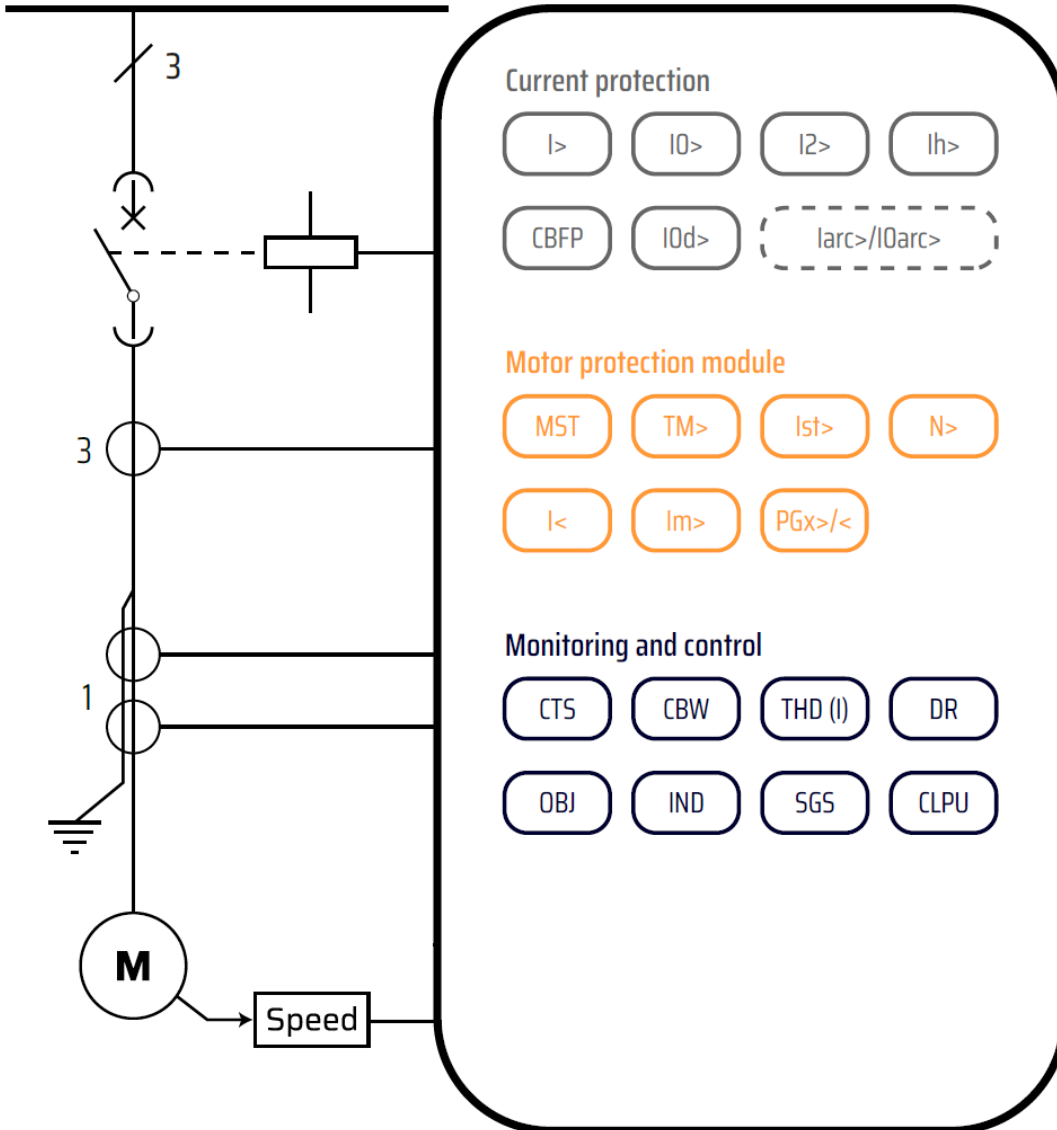 3
Current protection
I> I0> I2> Ih>
CBFP I0d> Iarc>/I0arc>
Motor protection module
MST TM> Ist> N>
3
I< Im> PGx>/<
Monitoring and control
1
CTS CBW THD (I) DR
OBJ IND SGS CLPU
M
Speed